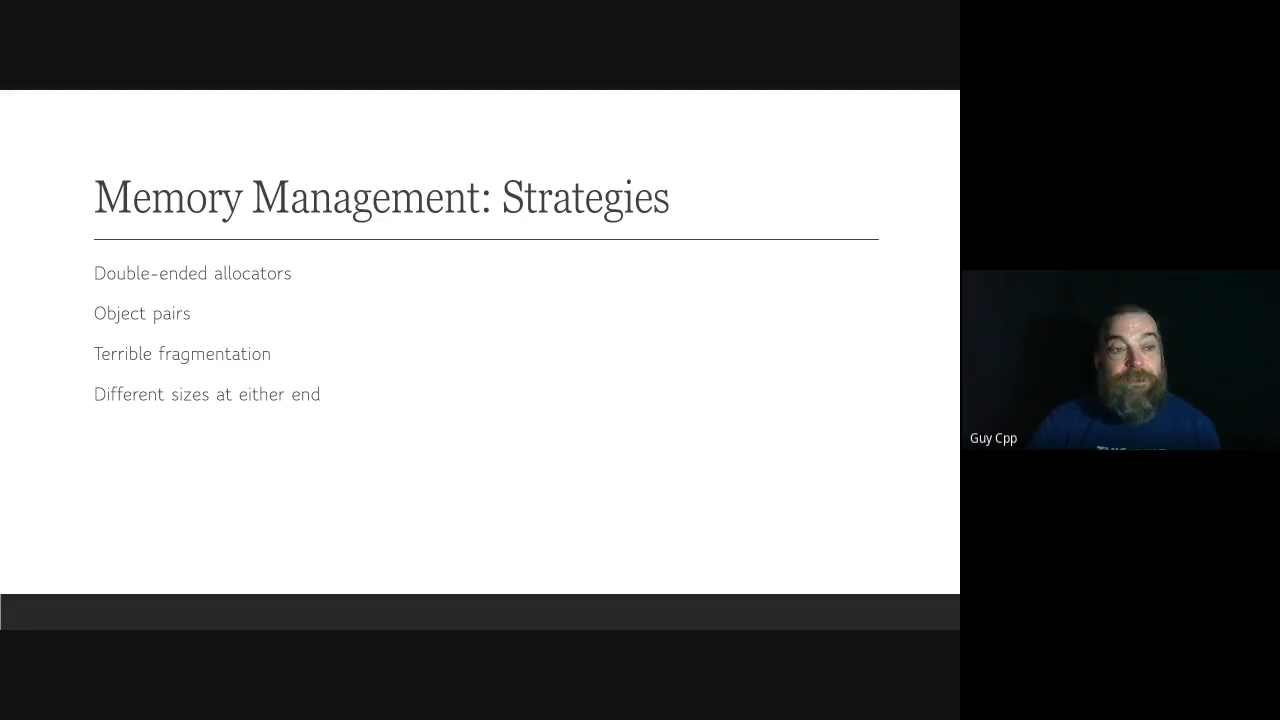 Memory Management: Strategies
Double-ended allocators
Object pairs
Terrible fragmentation
Different sizes at either end
Guy Cpp